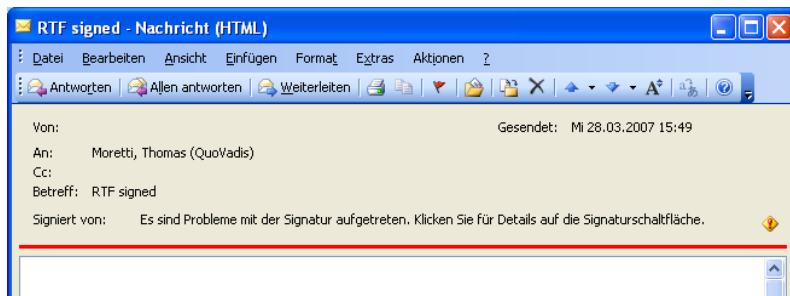 RTF signed - Nachricht (HTML)
Datei Bearbeiten Ansicht Einfügen Format Extras Aktionen ?
Antworten Allen antworten Weiterleiten
Von: Gesendet: Mi 28.03.2007 15:49
An: Moretti, Thomas (QuoVadis)
Cc:
Betreff: RTF signed
Signiert von: Es sind Probleme mit der Signatur aufgetreten. Klicken Sie für Details auf die Signaturschaltfläche.